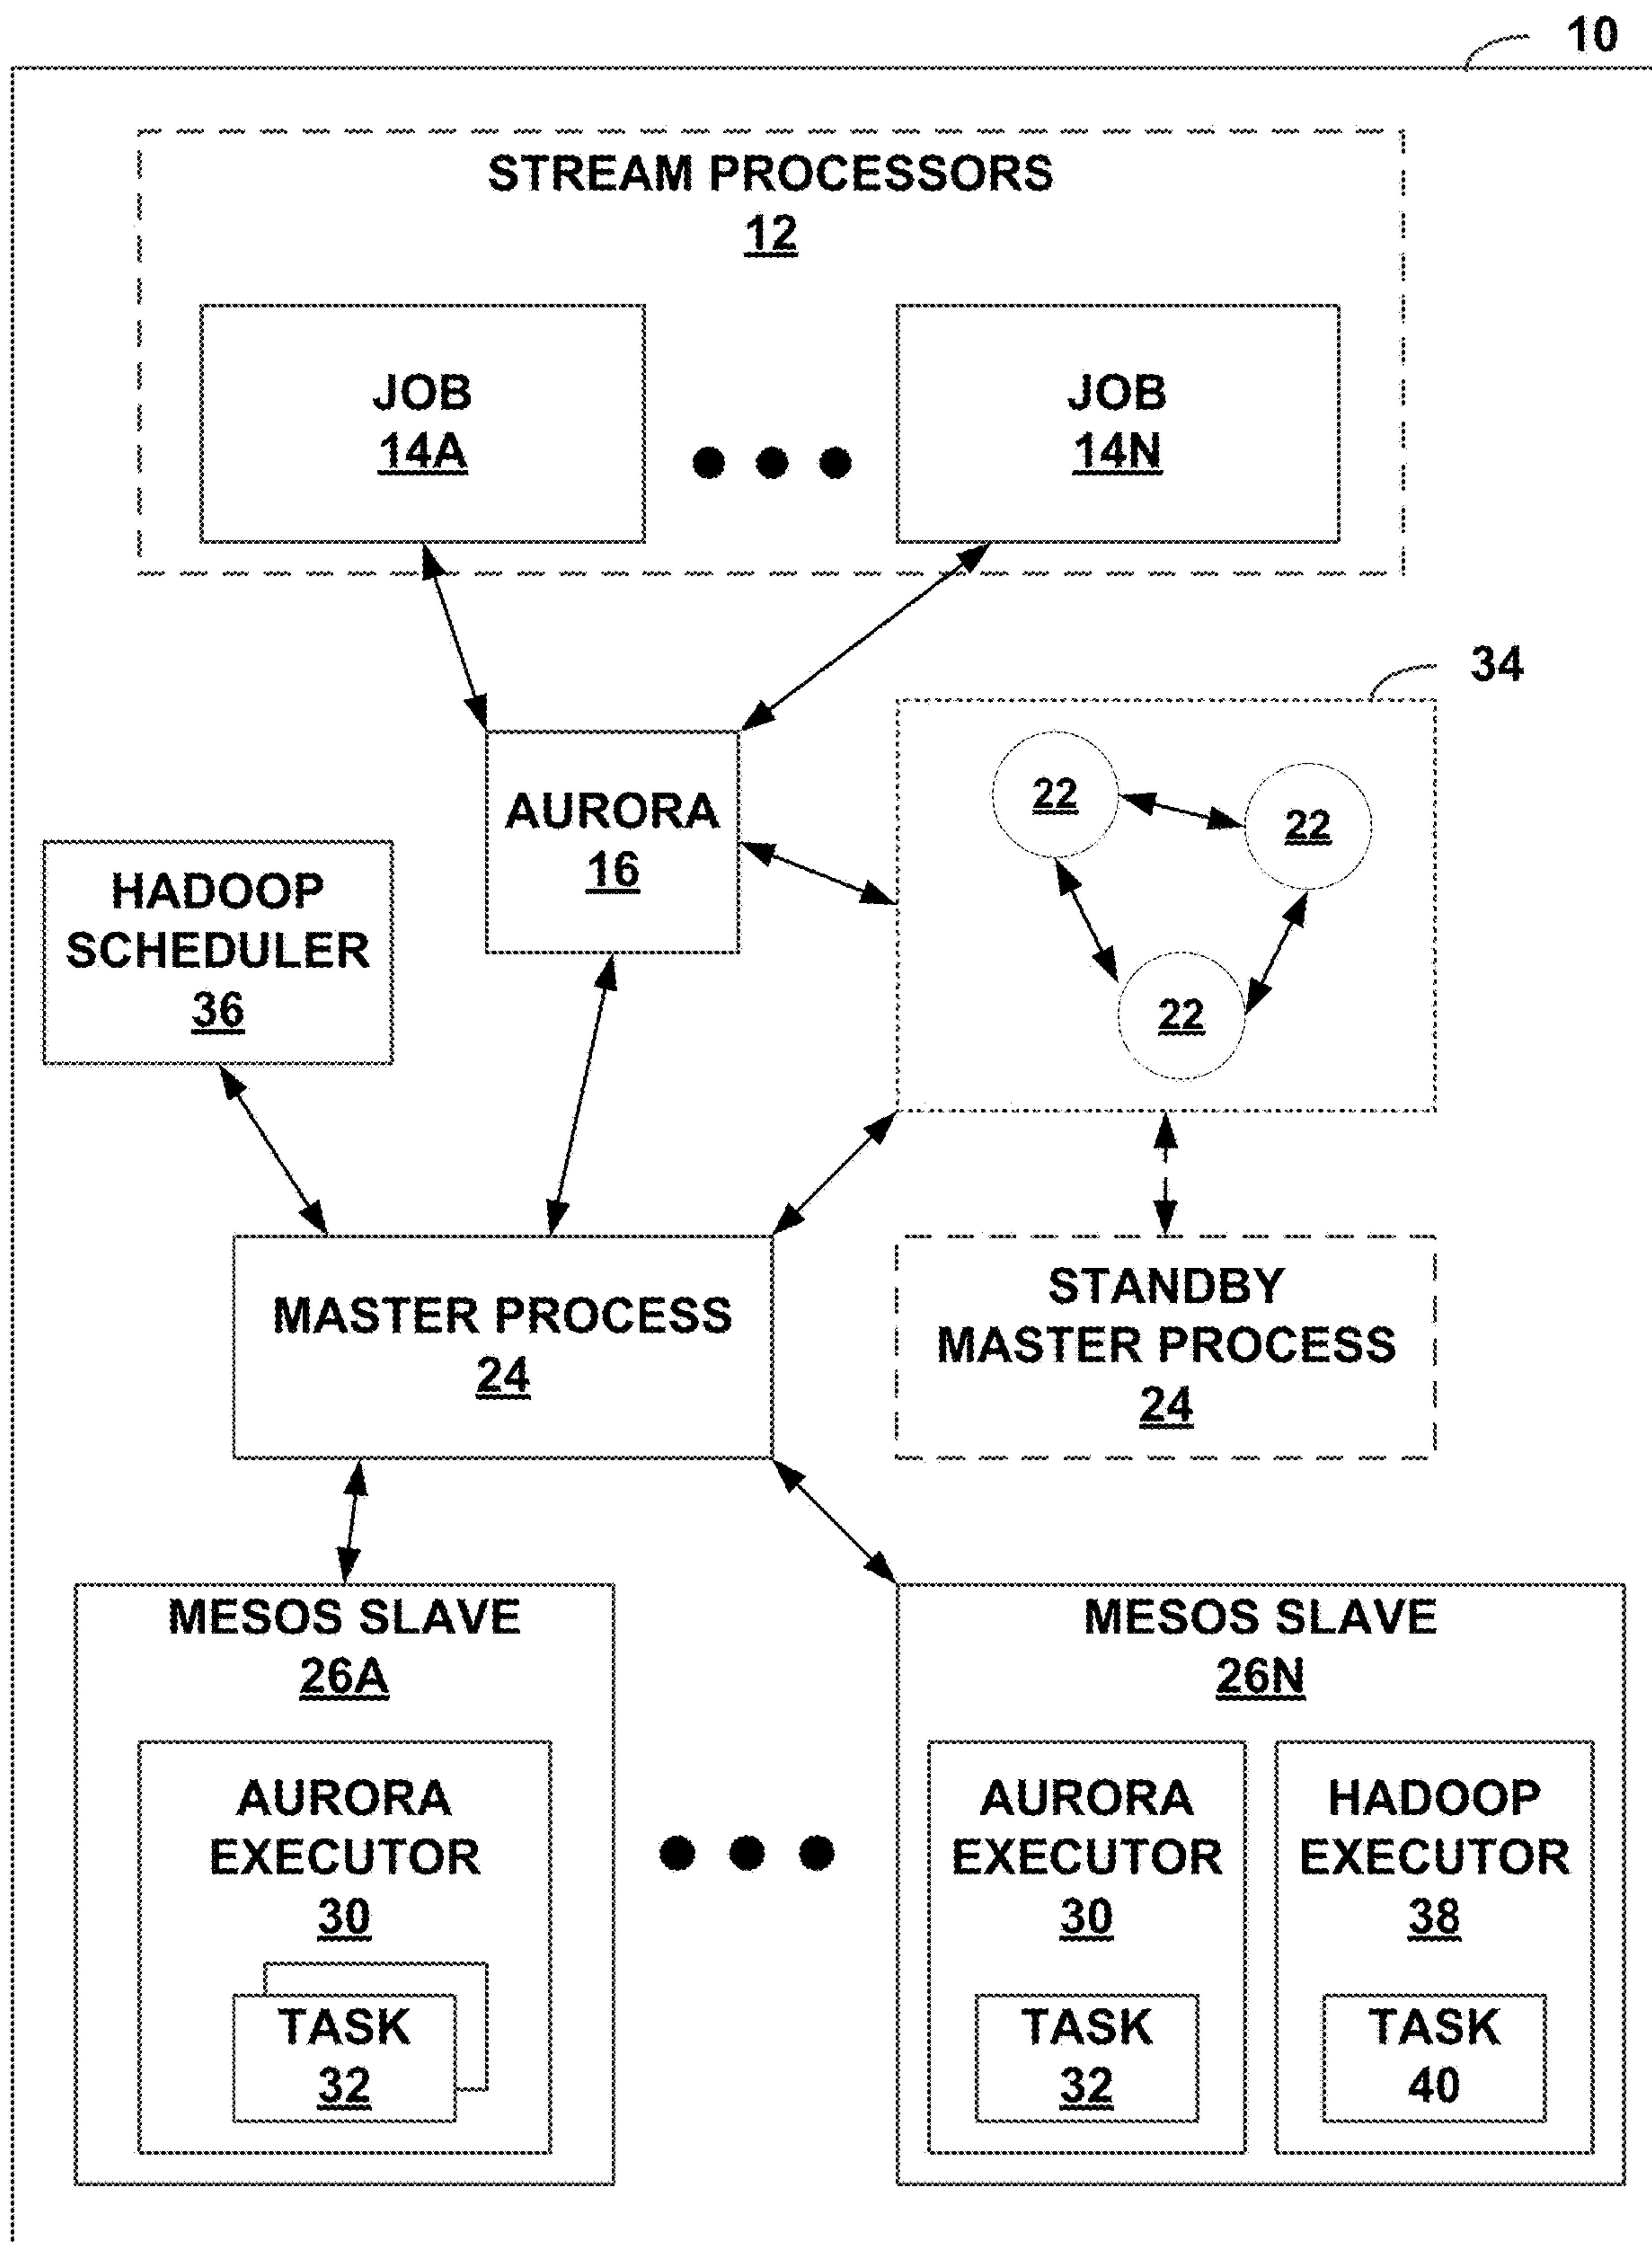 10
STREAM PROCESSORS
12
JOB
14A
JOB
14N
34
AURORA
16
22
22
22
HADOOP
SCHEDULER
36
MASTER PROCESS
24
STANDBY
MASTER PROCESS
24
MESOS SLAVE
26A
AURORA
EXECUTOR
30
TASK
32
MESOS SLAVE
26N
AURORA
EXECUTOR
30
TASK
32
HADOOP
EXECUTOR
38
TASK
40